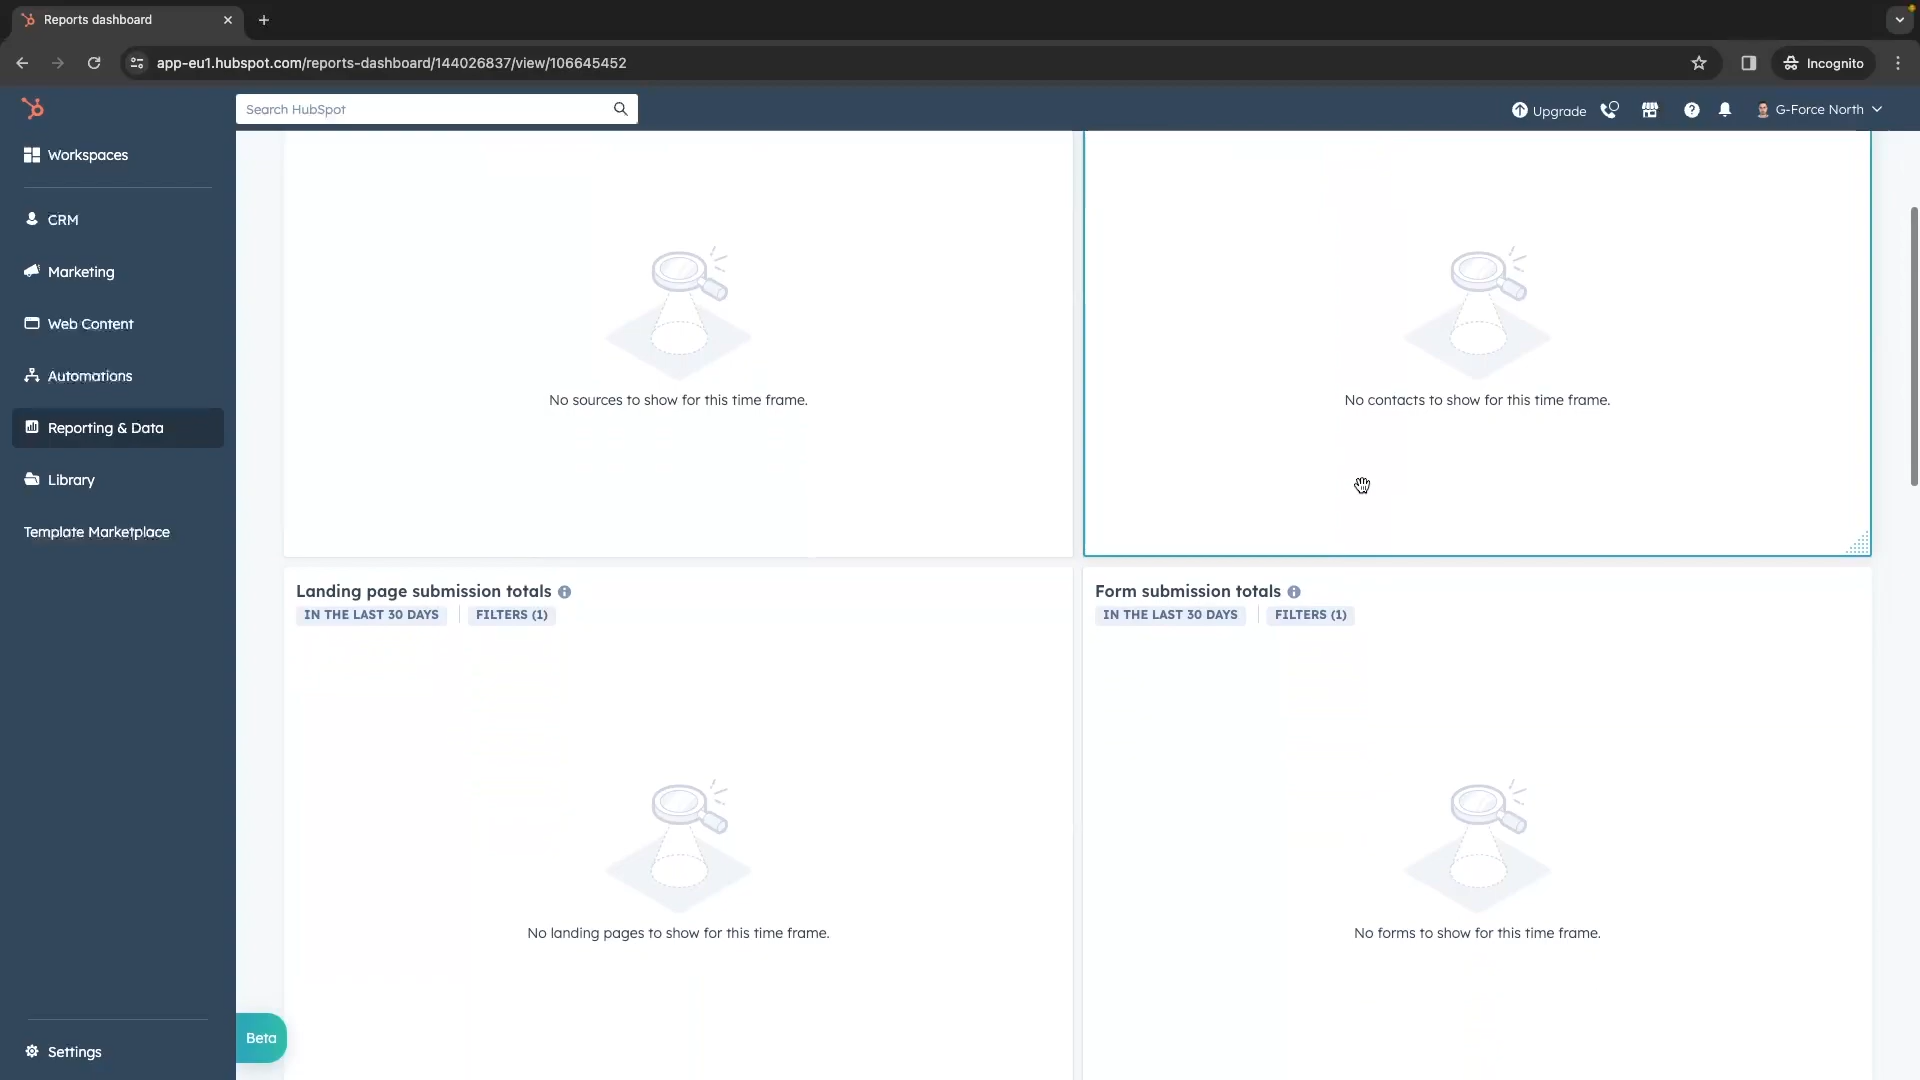 Reports dashboard
app-eu1.hubspot.com/reports-dashboard/144026837/view/106645452
Incognito
Search HubSpot
Upgrade
G-Force North
Workspaces
CRM
Marketing
Web Content
Automations
Reporting & Data
Library
Template Marketplace
Settings
Beta
No sources to show for this time frame.
No contacts to show for this time frame.
Landing page submission totals
IN THE LAST 30 DAYS
FILTERS (1)
No landing pages to show for this time frame.
Form submission totals
IN THE LAST 30 DAYS
FILTERS (1)
No forms to show for this time frame.